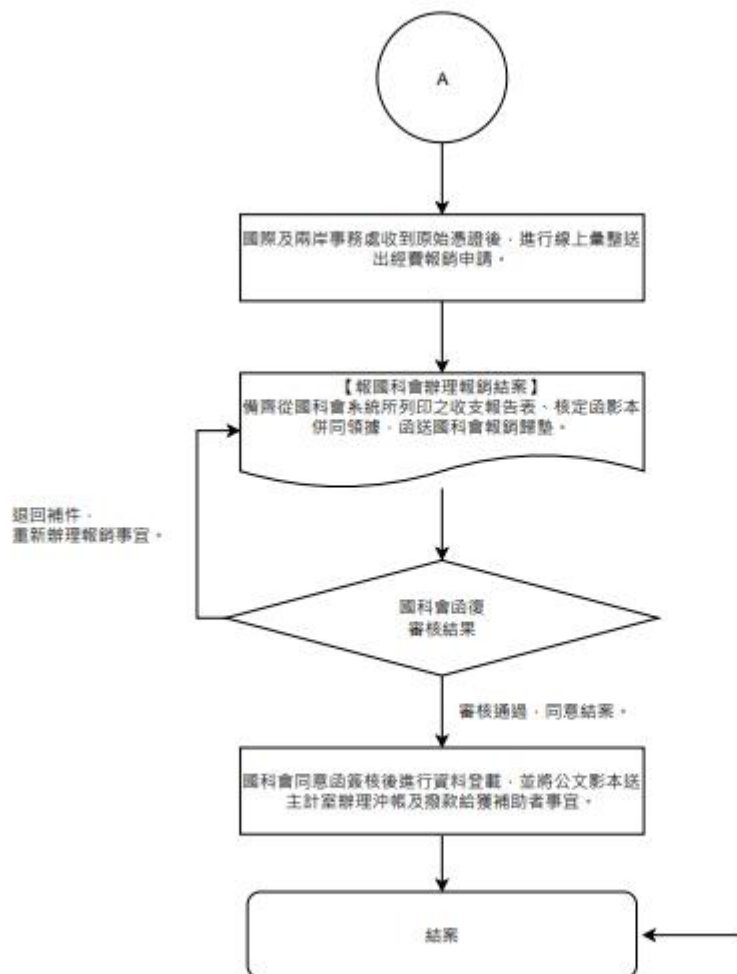 A
國際及兩岸事務處收到原始憑證後，進行線上彙整送
出經費報銷申請。
【報國科會辦理報銷結案】
備齊從國科會系統所列印之收支報告表、核定函影本
併同領據，函送國科會報銷歸墊。
退回補件，
重新辦理報銷事宜。
國科會函復
審核結果
審核通過，同意結案。
國科會同意函簽核後進行資料登載，並將公文影本送
主計室辦理沖帳及撥款給獲補助者事宜。
結案